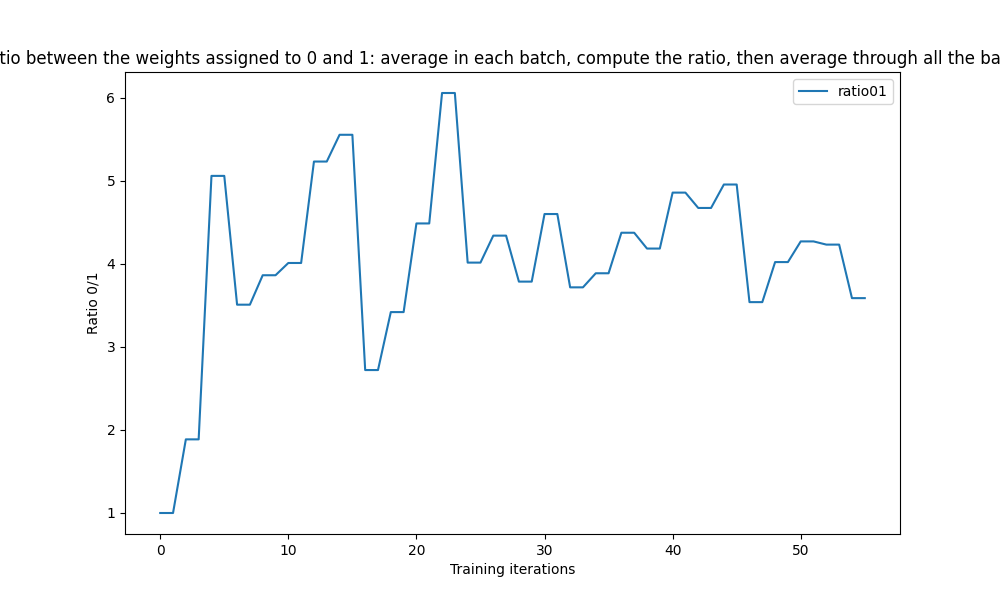 tio between the weights assigned to 0 and 1: average in each batch, compute the ratio, then average through all the ba
ratio01
6
5
4
3
2
1
Ratio 0/1
0 10 20 30 40 50
Training iterations